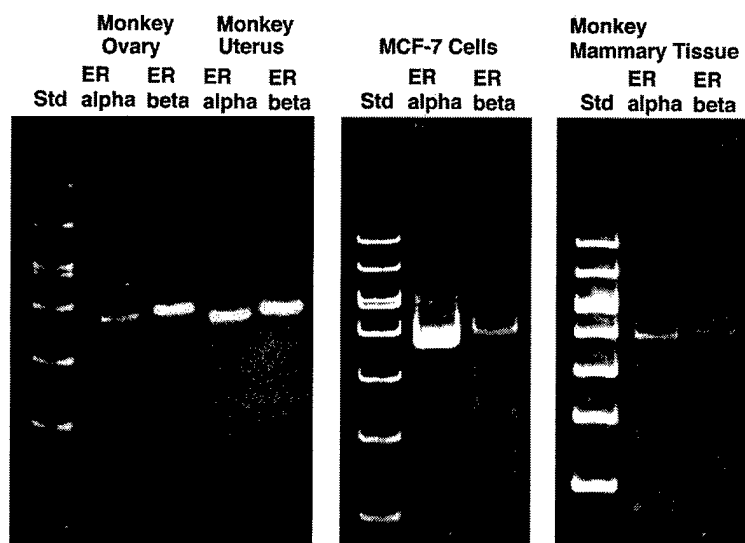 Monkey
Ovary
Monkey
Uterus
Std
ER
alpha
ER
beta
ER
alpha
ER
beta
MCF-7 Cells
Std
ER
alpha
ER
beta
Monkey
Mammary Tissue
Std
ER
alpha
ER
beta